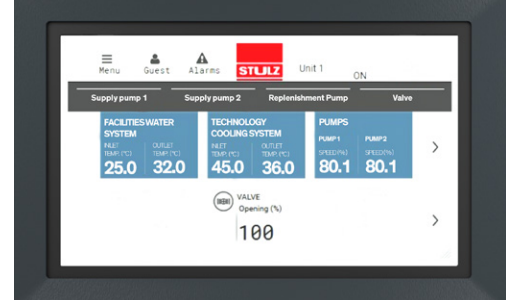 Menu Guest Alarms STULZ Unit 1 ON
Supply pump 1 Supply pump 2 Replenishment Pump Valve
FACILITIES WATER SYSTEM
INLET TEMP. (°C) OUTLET TEMP. (°C)
25.0 32.0
TECHNOLOGY COOLING SYSTEM
INLET TEMP. (°C) OUTLET TEMP. (°C)
45.0 36.0
PUMPS
PUMP 1 PUMP 2
SPEED (%) SPEED (%)
80.1 80.1
VALVE
Opening (%)
100